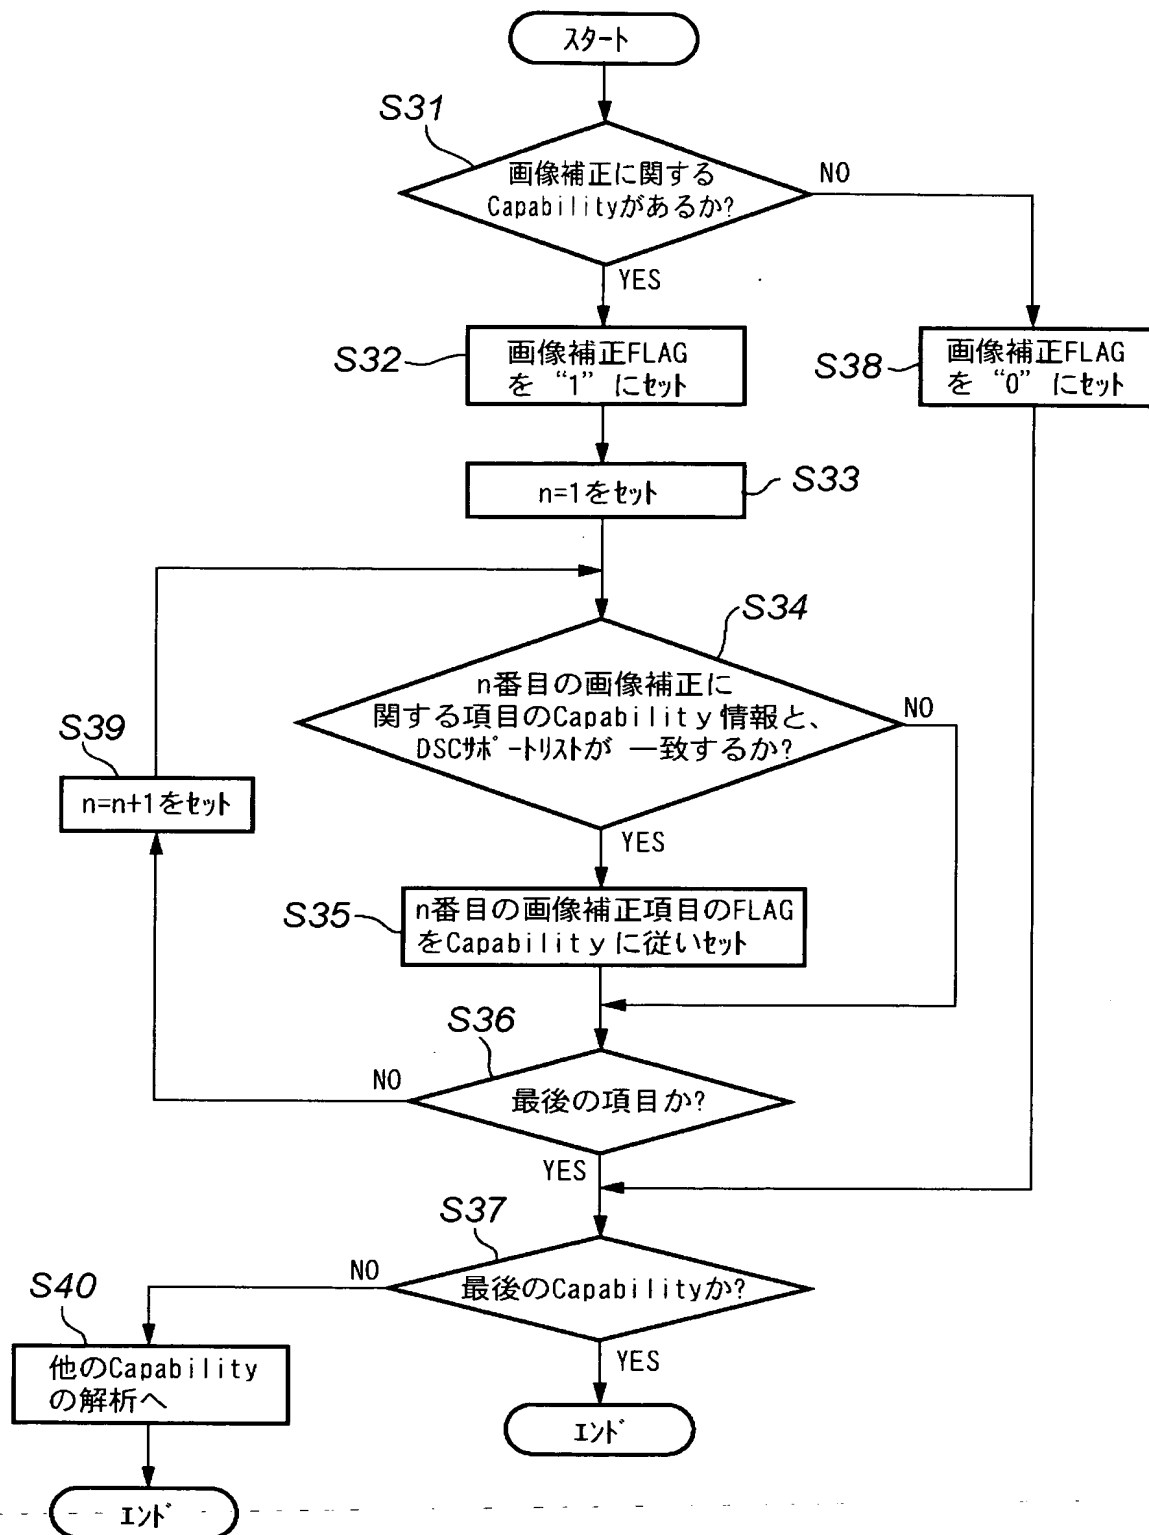 スタート
S31
画像補正に関する
Capabilityがあるか?
NO
YES
S32
画像補正FLAG
を “1” にセット
S38
画像補正FLAG
を “0” にセット
n=1をセット
S33
S34
n番目の画像補正に
関する項目のCapability情報と、
DSCサポートリストが 一致するか?
NO
S39
n=n+1をセット
YES
S35
n番目の画像補正項目のFLAG
をCapabilityに従いセット
S36
NO
最後の項目か?
YES
S37
NO
最後のCapabilityか?
S40
他のCapability
の解析へ
YES
エンド
エンド